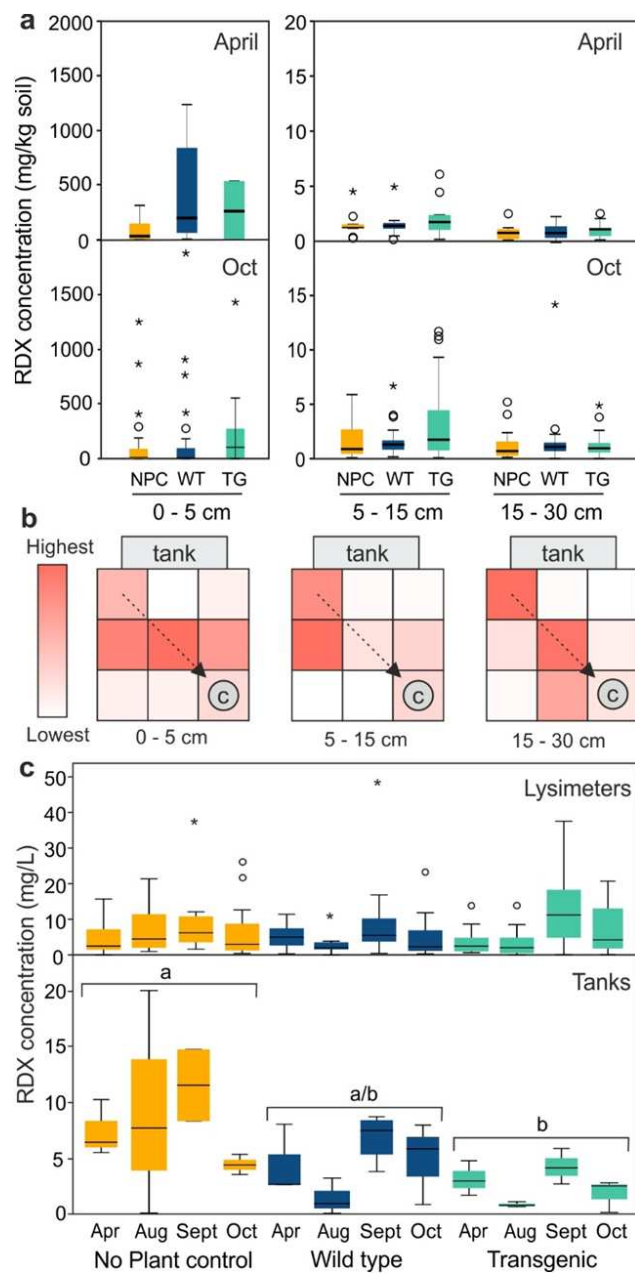 a
April
RDX concentration (mg/kg soil)
2000
1500
1000
500
0
20
15
10
5
0
April
Oct
1500
1000
500
0
15
10
5
0
Oct
NPC WT TG NPC WT TG NPC WT TG
0 - 5 cm 5 - 15 cm 15 - 30 cm
b
Highest
Lowest
tank tank tank
c c c
0 - 5 cm 5 - 15 cm 15 - 30 cm
c
RDX concentration (mg/L)
Lysimeters
50
40
30
20
10
0
Tanks
20
15
10
5
0
a
a/b
b
Apr Aug Sept Oct Apr Aug Sept Oct Apr Aug Sept Oct
No Plant control Wild type Transgenic